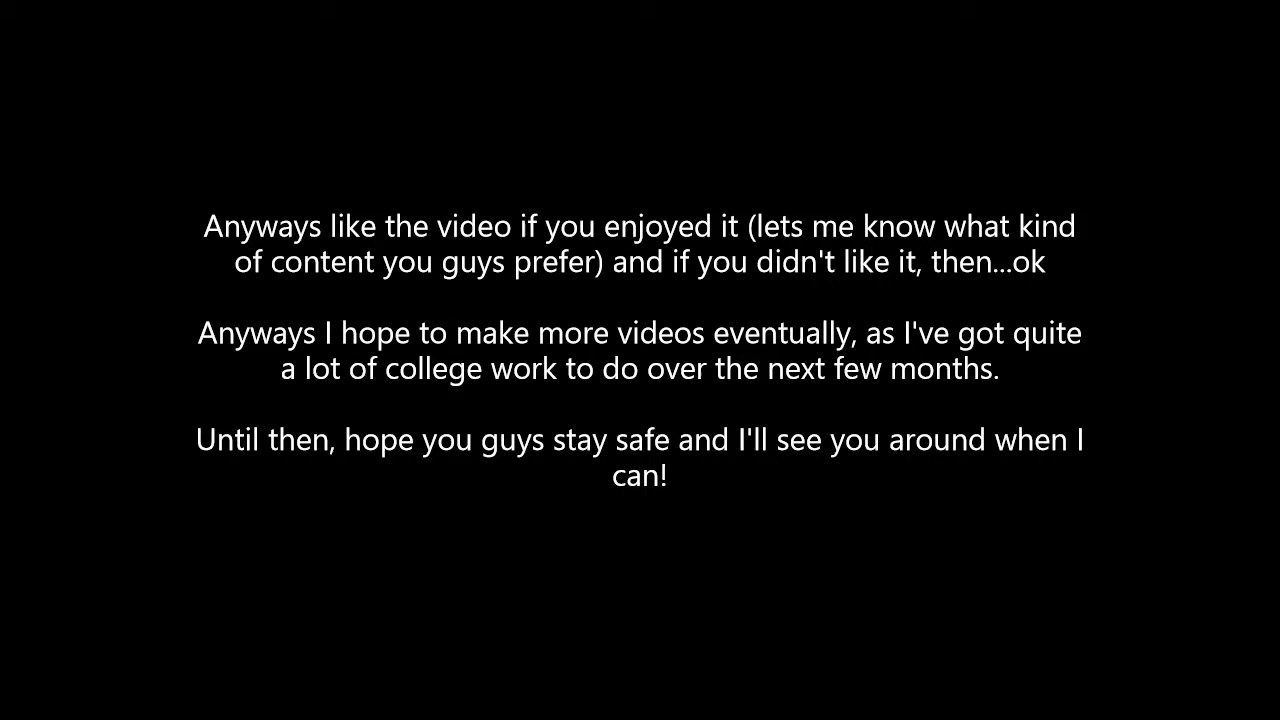 Anyways like the video if you enjoyed it (lets me know what kind
of content you guys prefer) and if you didn't like it, then...ok
Anyways I hope to make more videos eventually, as I've got quite
a lot of college work to do over the next few months.
Until then, hope you guys stay safe and I'll see you around when I
can!